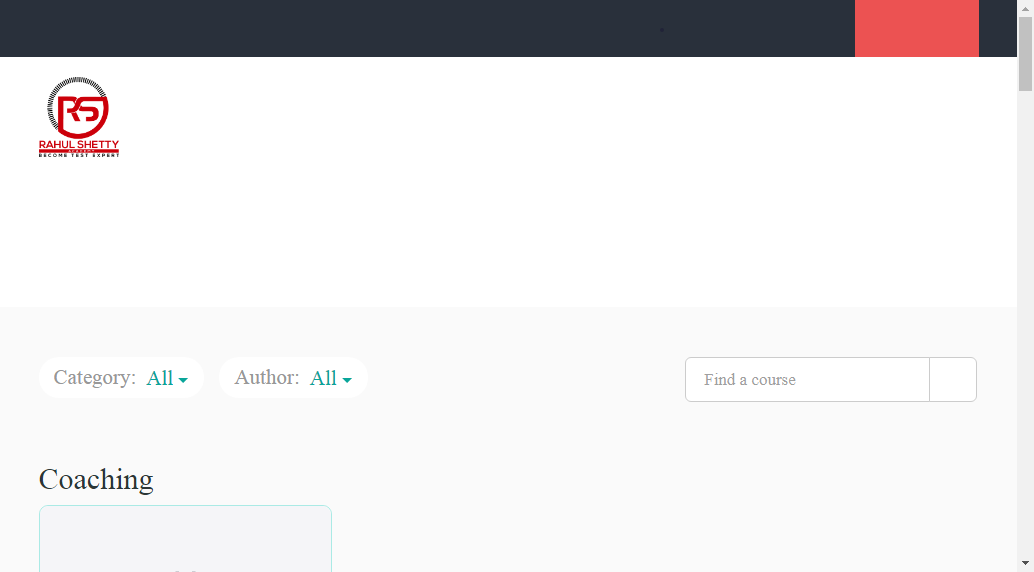 RS
RAHUL SHETTY
ACADEMY
BECOME TEST EXPERT
Category: All
Author: All
Find a course
Coaching